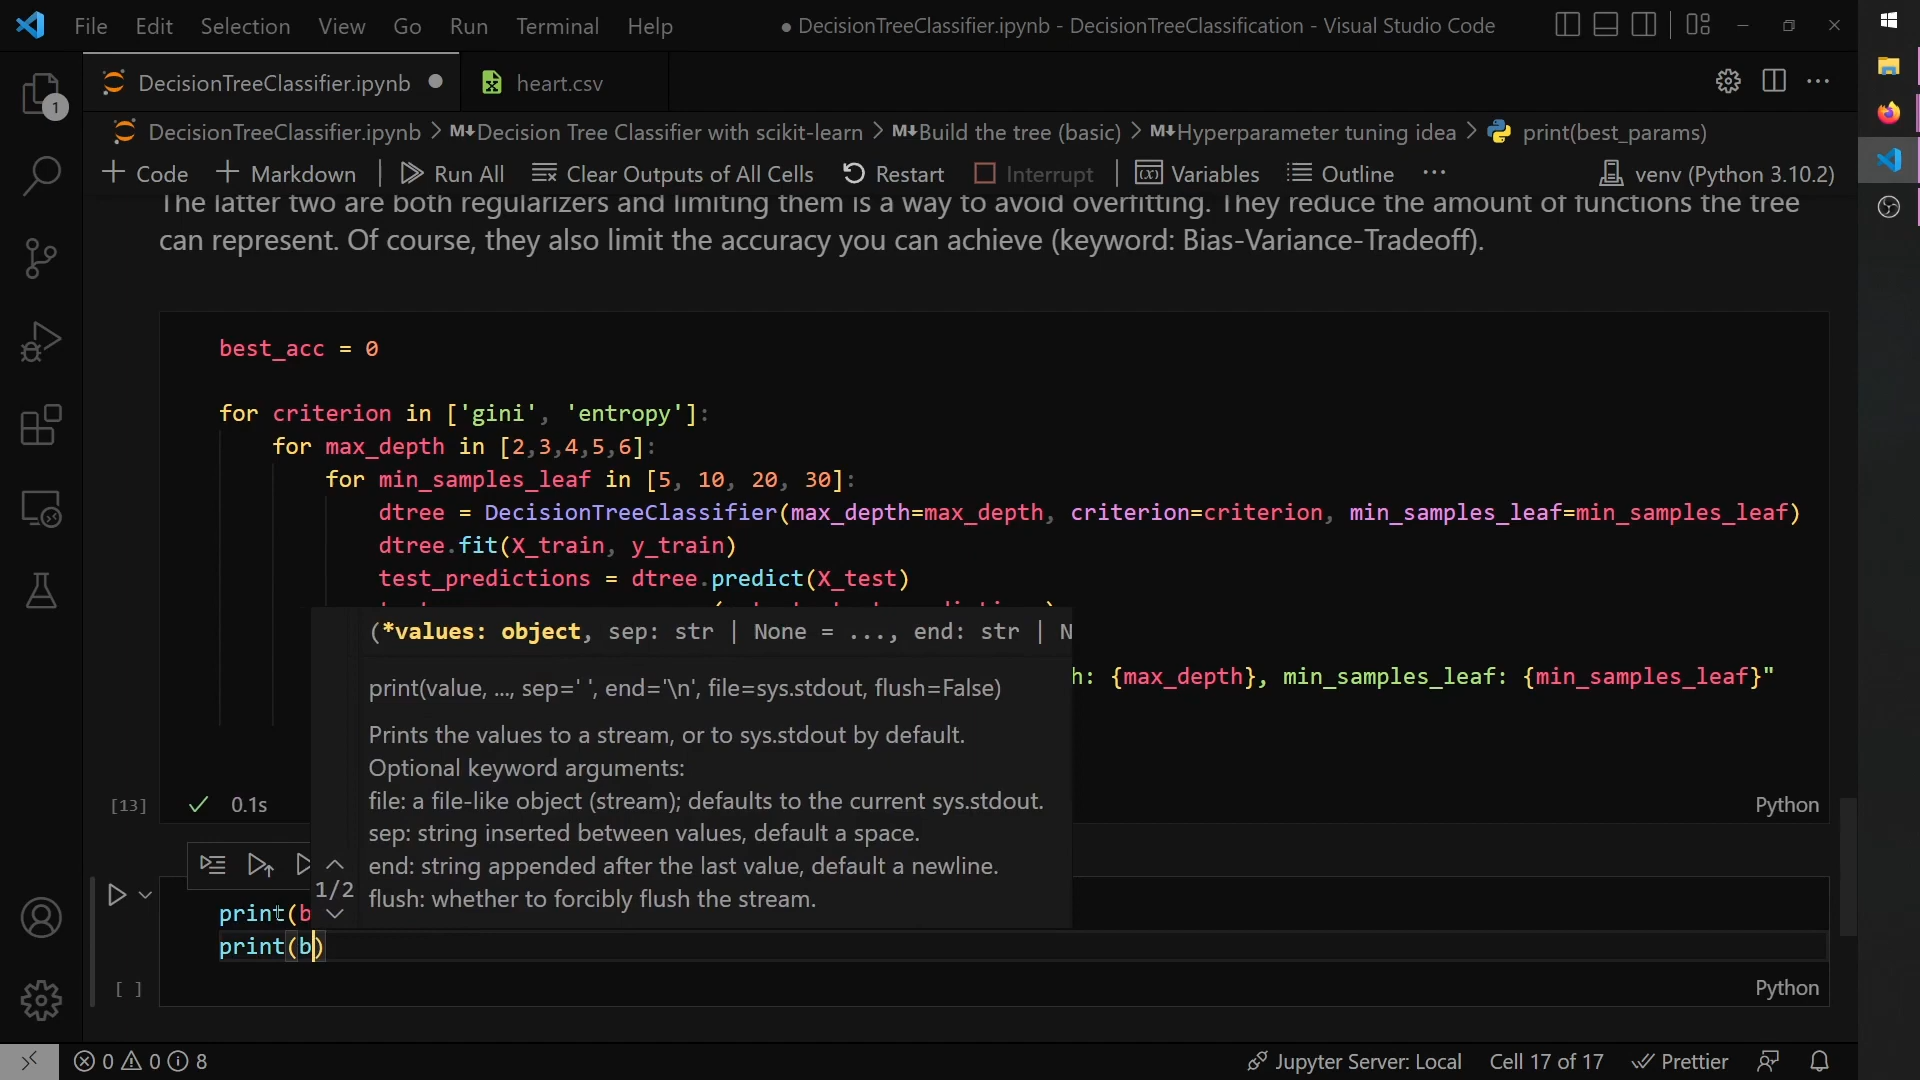 File Edit Selection View Go Run Terminal Help
● DecisionTreeClassifier.ipynb - DecisionTreeClassification - Visual Studio Code
DecisionTreeClassifier.ipynb ●
heart.csv
1
DecisionTreeClassifier.ipynb > M↓Decision Tree Classifier with scikit-learn > M↓Build the tree (basic) > M↓Hyperparameter tuning idea > print(best_params)
+ Code + Markdown | Run All Clear Outputs of All Cells Restart Interrupt | Variables Outline ··· venv (Python 3.10.2)
The latter two are both regularizers and limiting them is a way to avoid overfitting. They reduce the amount of functions the tree
can represent. Of course, they also limit the accuracy you can achieve (keyword: Bias-Variance-Tradeoff).
best_acc = 0
for criterion in ['gini', 'entropy']:
for max_depth in [2,3,4,5,6]:
for min_samples_leaf in [5, 10, 20, 30]:
dtree = DecisionTreeClassifier(max_depth=max_depth, criterion=criterion, min_samples_leaf=min_samples_leaf)
dtree.fit(X_train, y_train)
test_predictions = dtree.predict(X_test)
(*values: object, sep: str | None = ..., end: str | N
h: {max_depth}, min_samples_leaf: {min_samples_leaf}"
print(value, ..., sep=' ', end='\n', file=sys.stdout, flush=False)
Prints the values to a stream, or to sys.stdout by default.
Optional keyword arguments:
file: a file-like object (stream); defaults to the current sys.stdout.
sep: string inserted between values, default a space.
end: string appended after the last value, default a newline.
flush: whether to forcibly flush the stream.
1/2
[13] ✓ 0.1s
Python
print(b
print(b)
[ ]
Python
0 0 8
Jupyter Server: Local Cell 17 of 17 Prettier